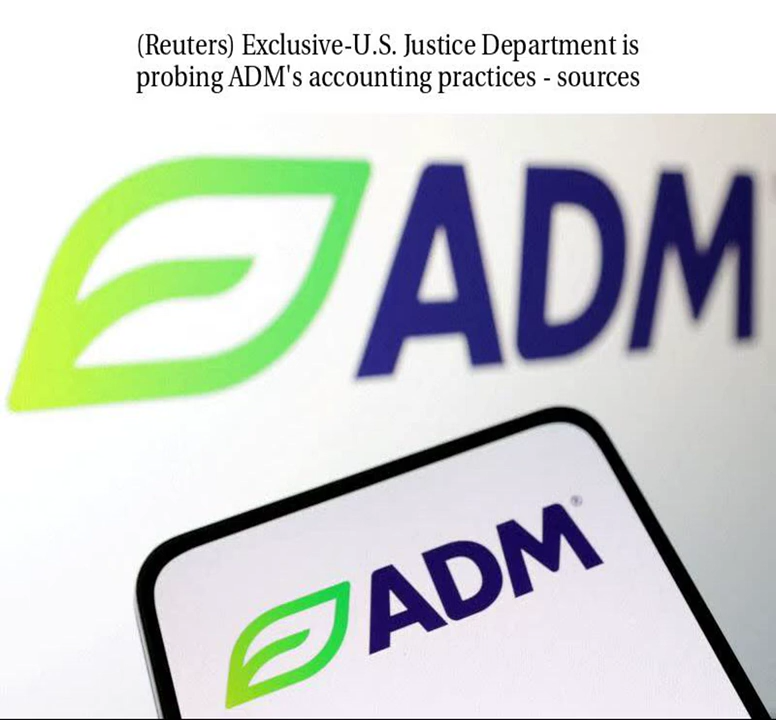 (Reuters) Exclusive-U.S. Justice Department is
probing ADM's accounting practices - sources
ADM
ADM®